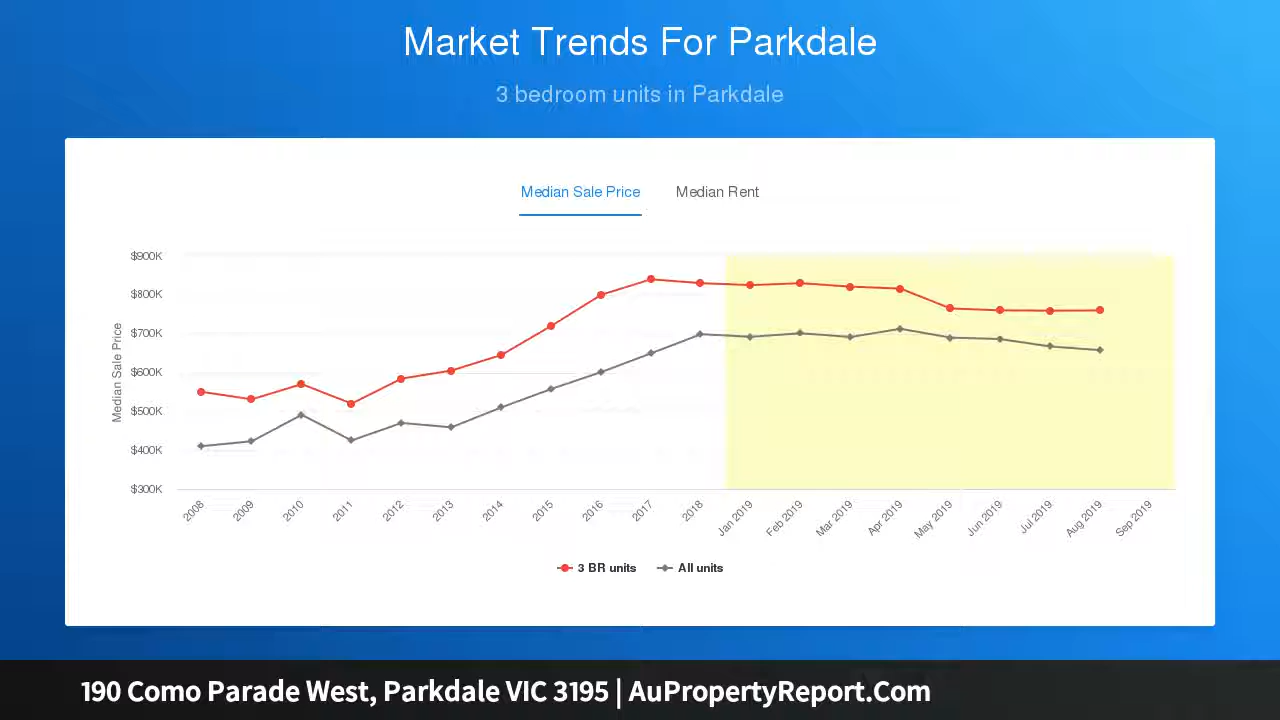 Market Trends For Parkdale
3 bedroom units in Parkdale
Median Sale Price Median Rent
$900K
$800K
$700K
$600K
$500K
$400K
$300K
Median Sale Price
2008 2009 2010 2011 2012 2013 2014 2015 2016 2017 2018 Jan 2019 Feb 2019 Mar 2019 Apr 2019 May 2019 Jun 2019 Jul 2019 Aug 2019 Sep 2019
3 BR units All units
190 Como Parade West, Parkdale VIC 3195 | AuPropertyReport.Com